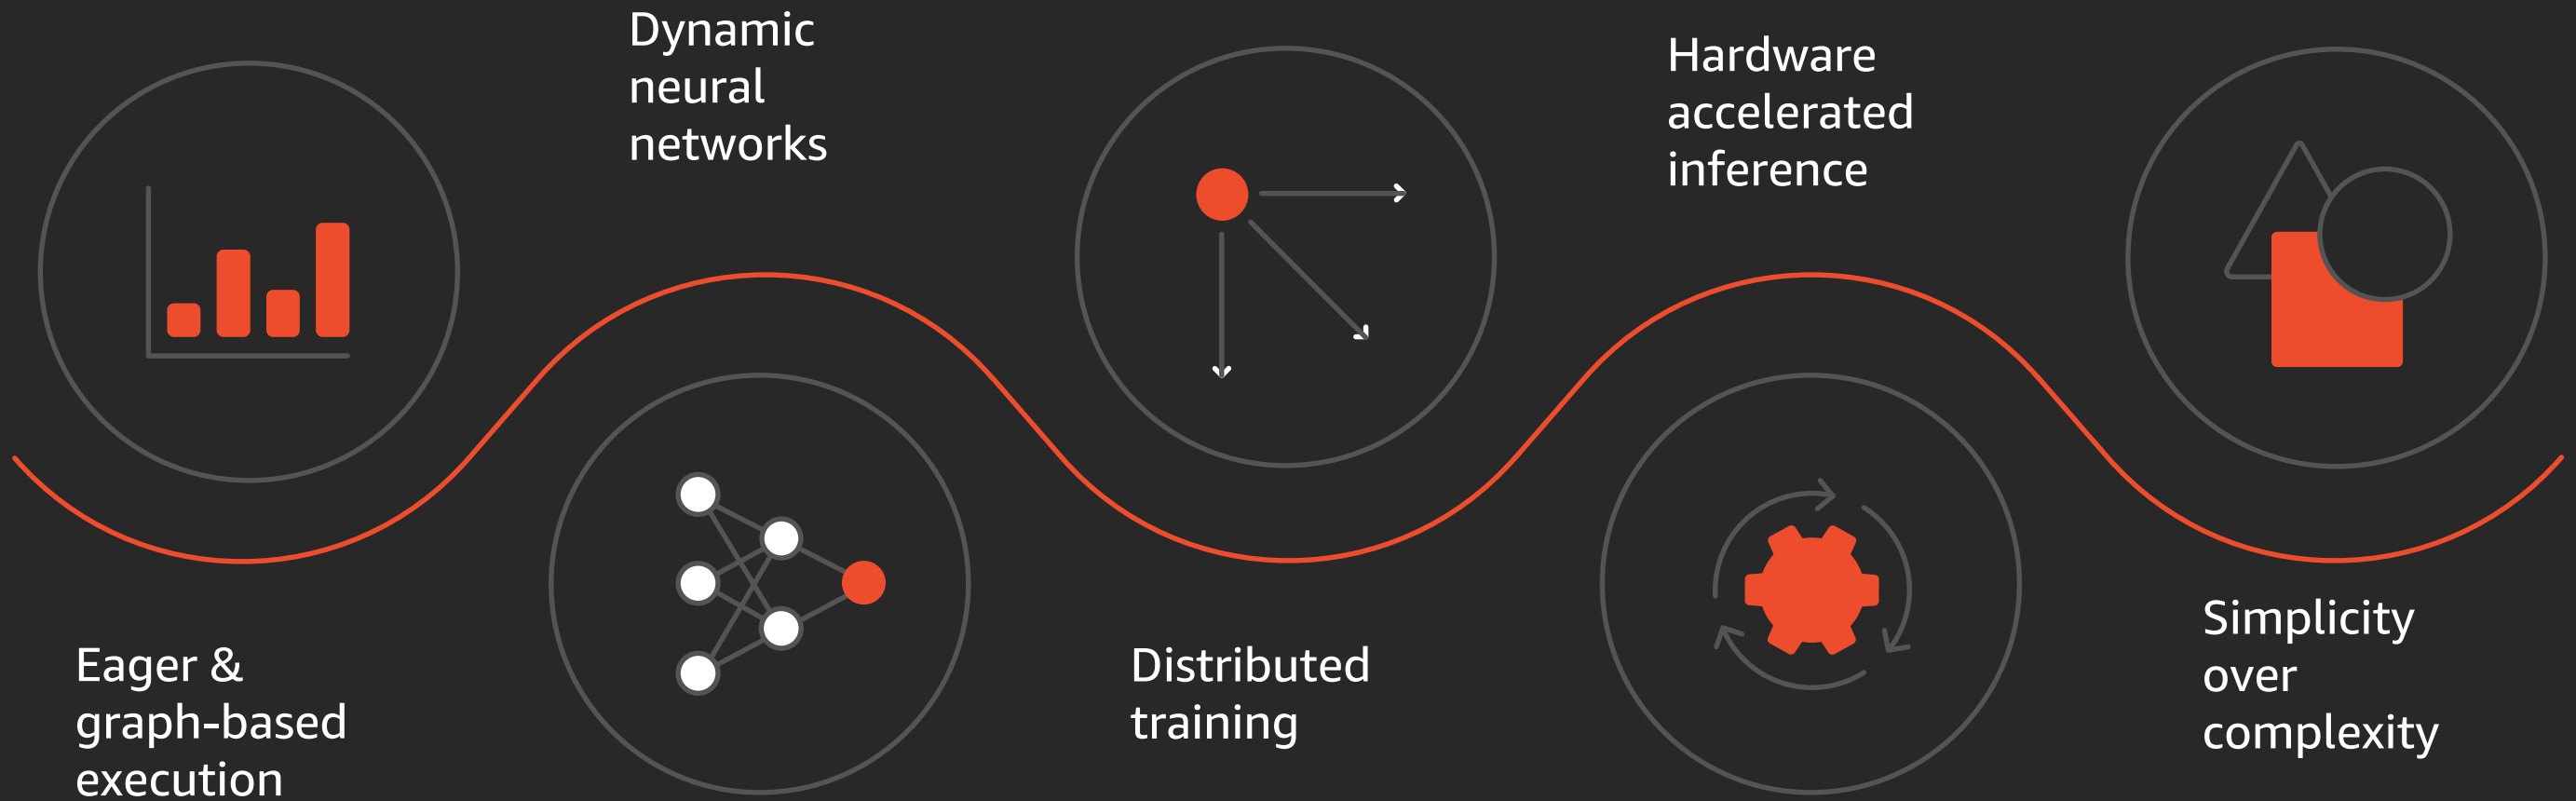 Eager &
graph-based
execution
Dynamic
neural
networks
Distributed
training
Hardware
accelerated
inference
Simplicity
over
complexity